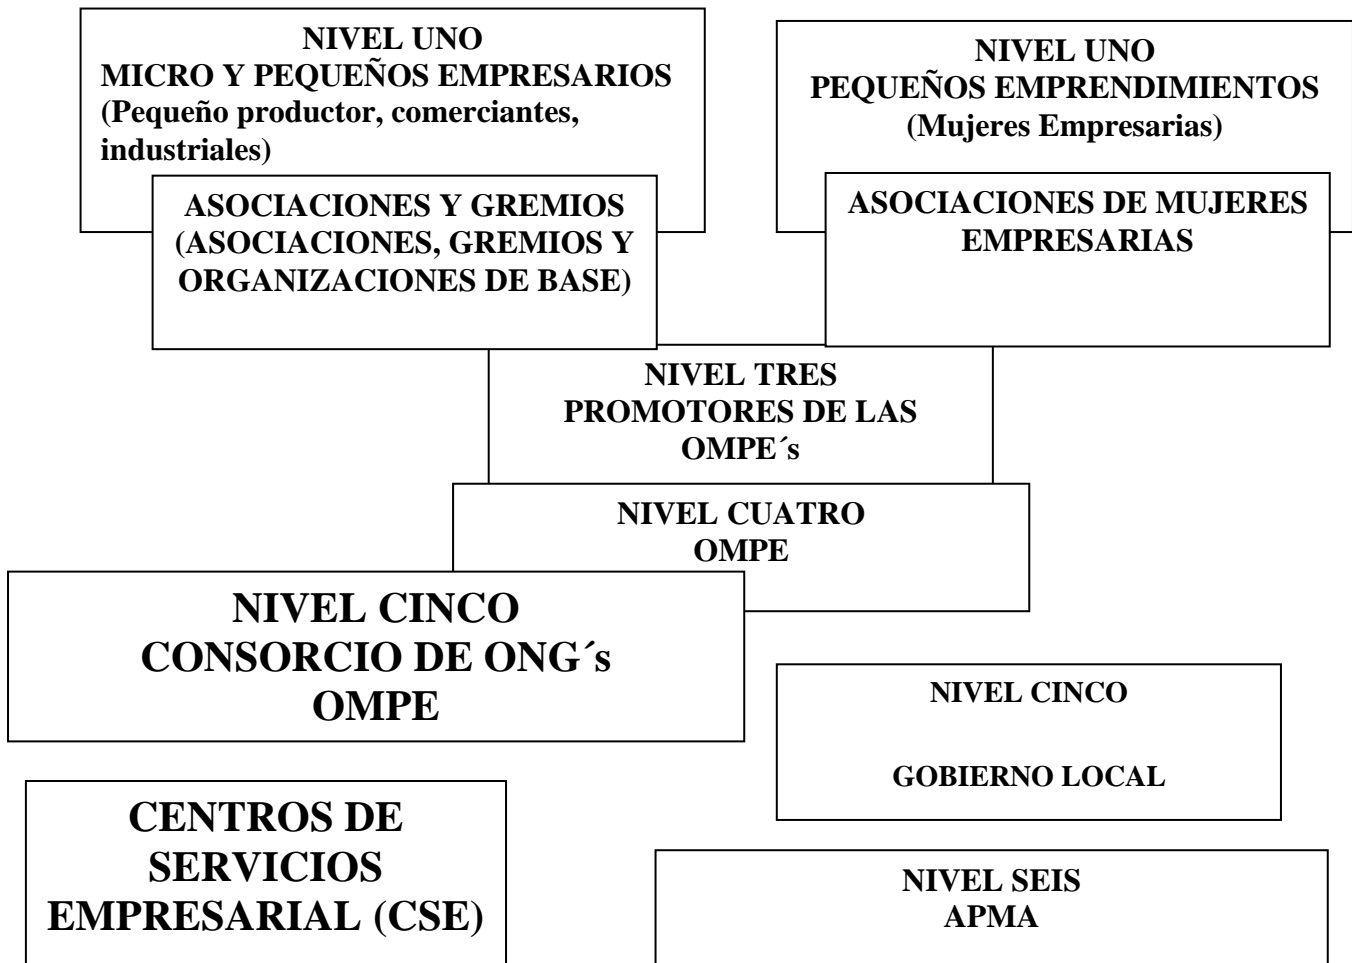 NIVEL UNO
MICRO Y PEQUEÑOS EMPRESARIOS
(Pequeño productor, comerciantes,
industriales)
NIVEL UNO
PEQUEÑOS EMPRENDIMIENTOS
(Mujeres Empresarias)
ASOCIACIONES Y GREMIOS
(ASOCIACIONES, GREMIOS Y
ORGANIZACIONES DE BASE)
ASOCIACIONES DE MUJERES
EMPRESARIAS
NIVEL TRES
PROMOTORES DE LAS
OMPE´s
NIVEL CUATRO
OMPE
NIVEL CINCO
CONSORCIO DE ONG´s
OMPE
NIVEL CINCO
GOBIERNO LOCAL
CENTROS DE
SERVICIOS
EMPRESARIAL (CSE)
NIVEL SEIS
APMA